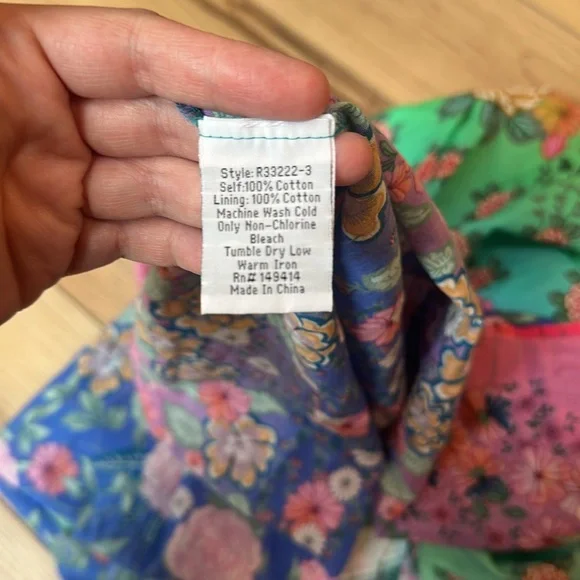 Style: R33222-3
Self:100% Cotton
Lining: 100% Cotton
Machine Wash Cold
Only Non-Chlorine
Bleach
Tumble Dry Low
Warm Iron
Rn# 149414
Made In China